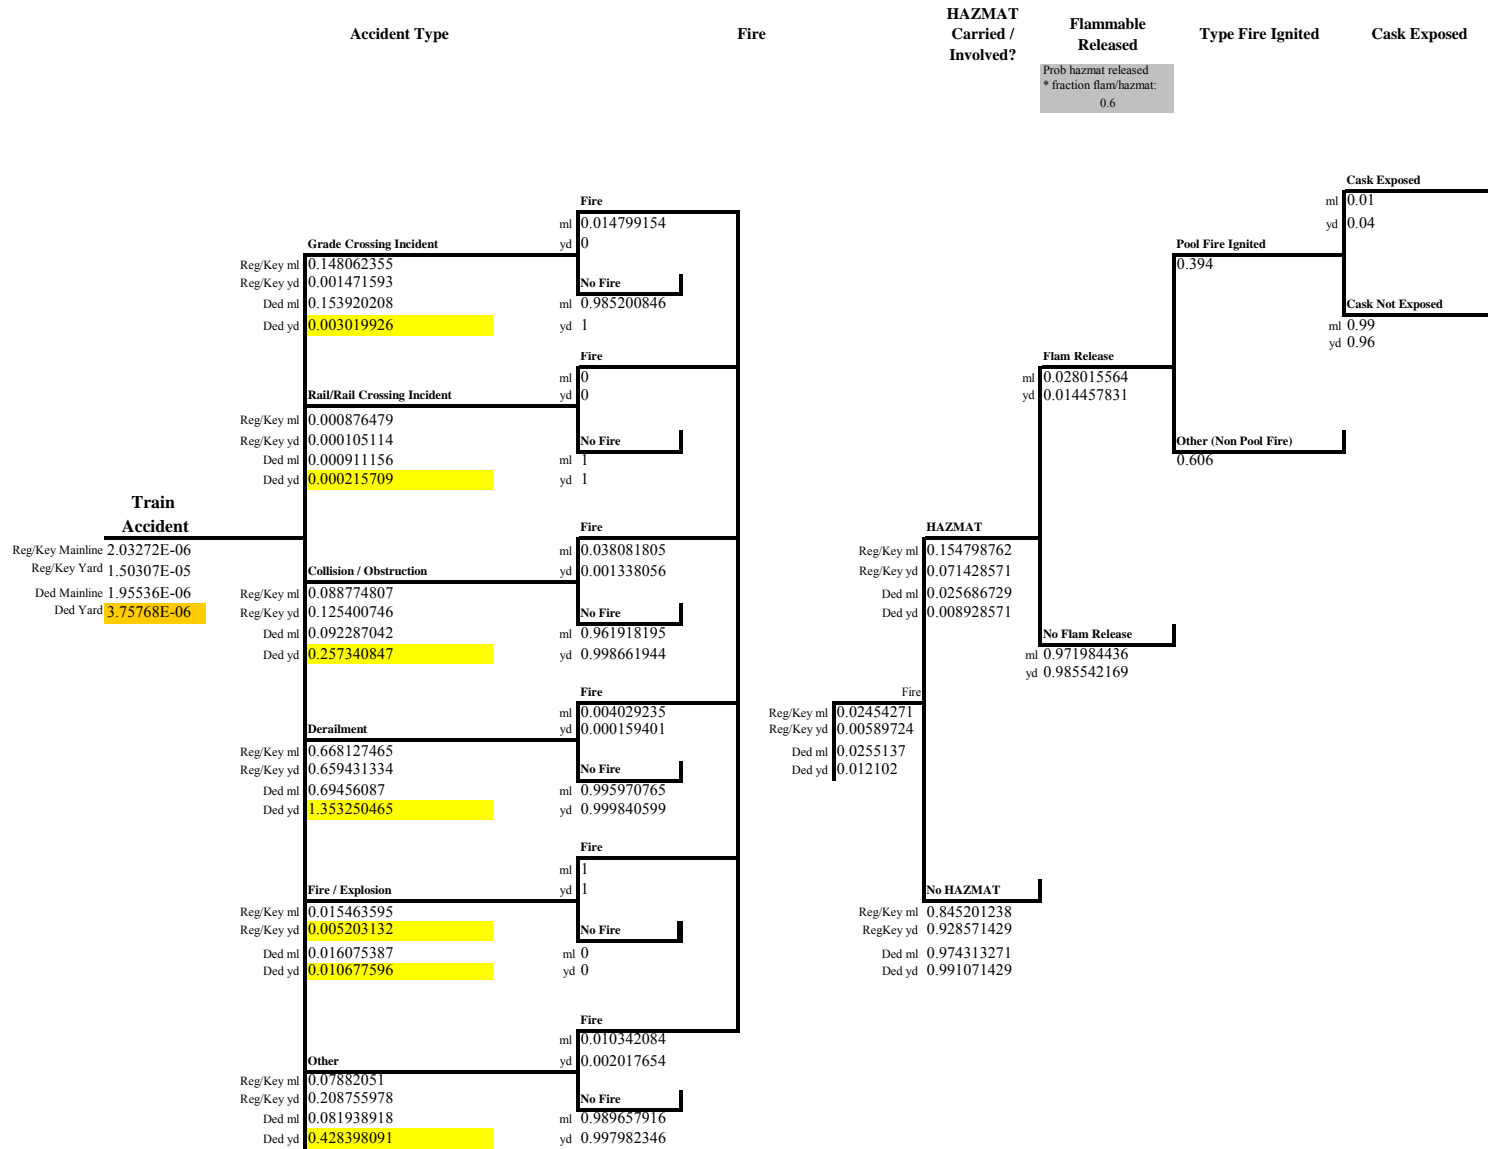 Accident Type
Fire
HAZMAT
Carried /
Involved?
Flammable
Released
Type Fire Ignited
Cask Exposed
Prob hazmat released
* fraction flam/hazmat:
0.6
Train
Accident
Reg/Key Mainline 2.03272E-06
Reg/Key Yard 1.50307E-05
Ded Mainline 1.95536E-06
Ded Yard 3.75768E-06
Grade Crossing Incident
Reg/Key ml 0.148062355
Reg/Key yd 0.001471593
Ded ml 0.153920208
Ded yd 0.003019926
Rail/Rail Crossing Incident
Reg/Key ml 0.000876479
Reg/Key yd 0.000105114
Ded ml 0.000911156
Ded yd 0.000215709
Collision / Obstruction
Reg/Key ml 0.088774807
Reg/Key yd 0.125400746
Ded ml 0.092287042
Ded yd 0.257340847
Derailment
Reg/Key ml 0.668127465
Reg/Key yd 0.659431334
Ded ml 0.69456087
Ded yd 1.353250465
Fire / Explosion
Reg/Key ml 0.015463595
Reg/Key yd 0.005203132
Ded ml 0.016075387
Ded yd 0.010677596
Other
Reg/Key ml 0.07882051
Reg/Key yd 0.208755978
Ded ml 0.081938918
Ded yd 0.428398091
Fire
ml 0.014799154
yd 0
No Fire
ml 0.985200846
yd 1
Fire
ml 0
yd 0
No Fire
ml 1
yd 1
Fire
ml 0.038081805
yd 0.001338056
No Fire
ml 0.961918195
yd 0.998661944
Fire
ml 0.004029235
yd 0.000159401
No Fire
ml 0.995970765
yd 0.999840599
Fire
ml 1
yd 1
No Fire
ml 0
yd 0
Fire
ml 0.010342084
yd 0.002017654
No Fire
ml 0.989657916
yd 0.997982346
Fire
Reg/Key ml 0.02454271
Reg/Key yd 0.00589724
Ded ml 0.0255137
Ded yd 0.012102
HAZMAT
Reg/Key ml 0.154798762
Reg/Key yd 0.071428571
Ded ml 0.025686729
Ded yd 0.008928571
No HAZMAT
Reg/Key ml 0.845201238
RegKey yd 0.928571429
Ded ml 0.974313271
Ded yd 0.991071429
Flam Release
ml 0.028015564
yd 0.014457831
No Flam Release
ml 0.971984436
yd 0.985542169
Pool Fire Ignited
0.394
Other (Non Pool Fire)
0.606
Cask Exposed
ml 0.01
yd 0.04
Cask Not Exposed
ml 0.99
yd 0.96